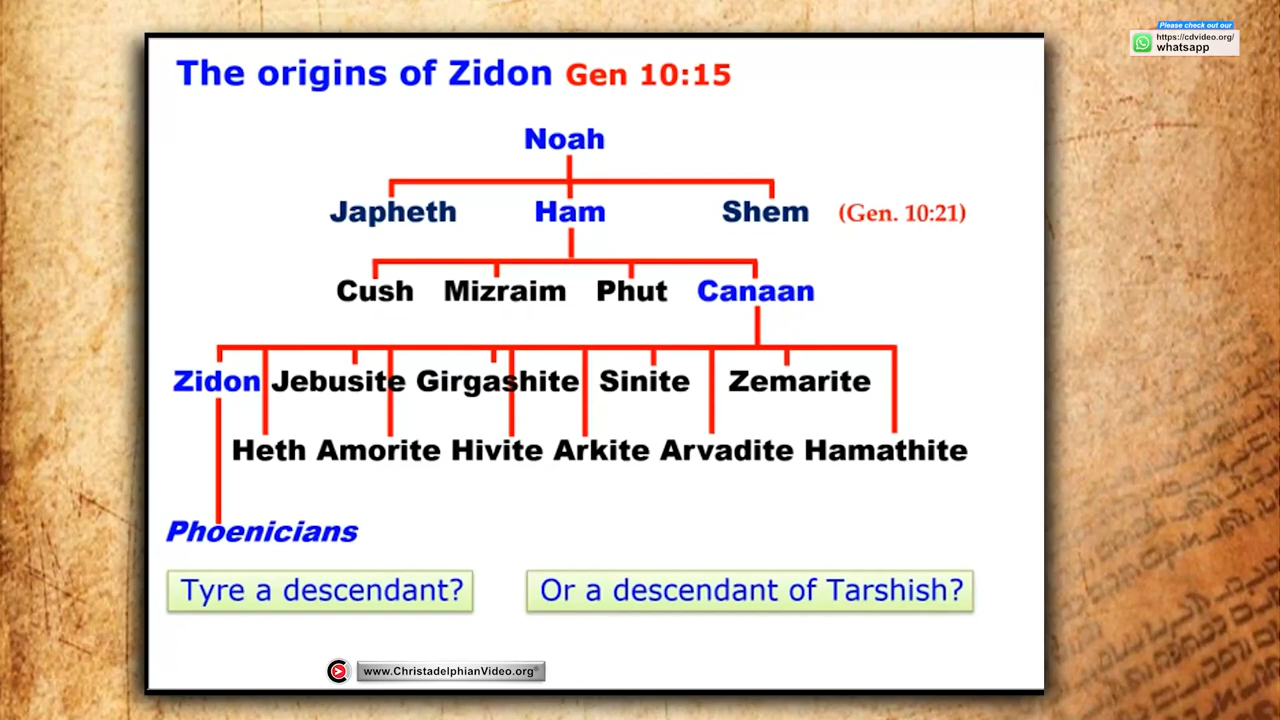 Please check out our
https://cdvideo.org/
whatsapp
The origins of Zidon Gen 10:15
Noah
Japheth Ham Shem (Gen. 10:21)
Cush Mizraim Phut Canaan
Zidon Jebusite Girgashite Sinite Zemarite
Heth Amorite Hivite Arkite Arvadite Hamathite
Phoenicians
Tyre a descendant? Or a descendant of Tarshish?
www.ChristadelphianVideo.org